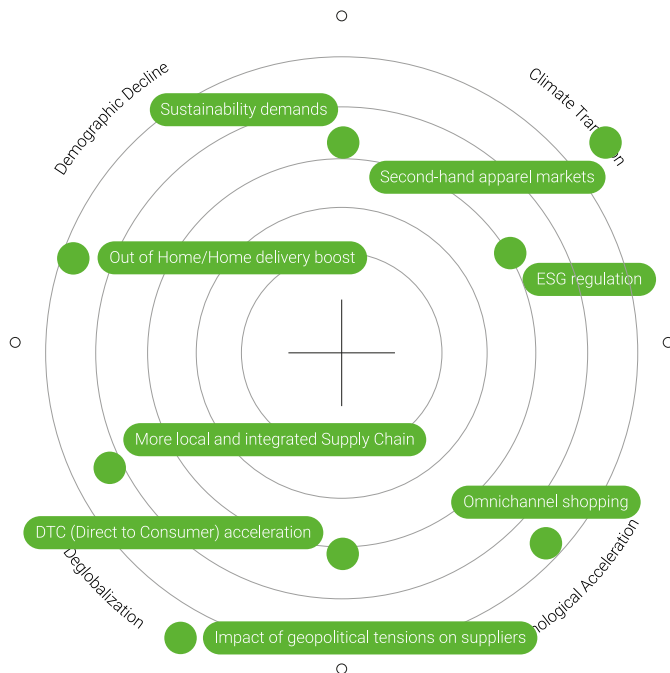 Demographic Decline
Sustainability demands
Second-hand apparel markets
Out of Home/Home delivery boost
ESG regulation
More local and integrated Supply Chain
Omnichannel shopping
DTC (Direct to Consumer) acceleration
Deglobalization
Acceleration
Impact of geopolitical tensions on suppliers
Climate